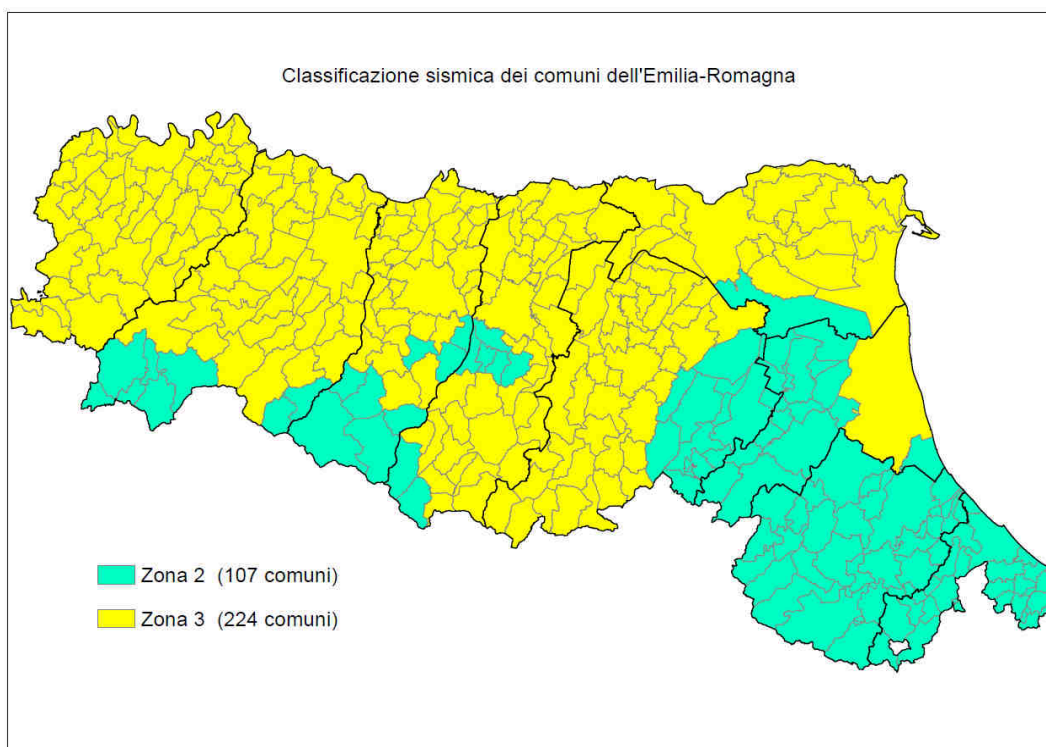 Classificazione sismica dei comuni dell'Emilia-Romagna
Zona 2 (107 comuni)
Zona 3 (224 comuni)